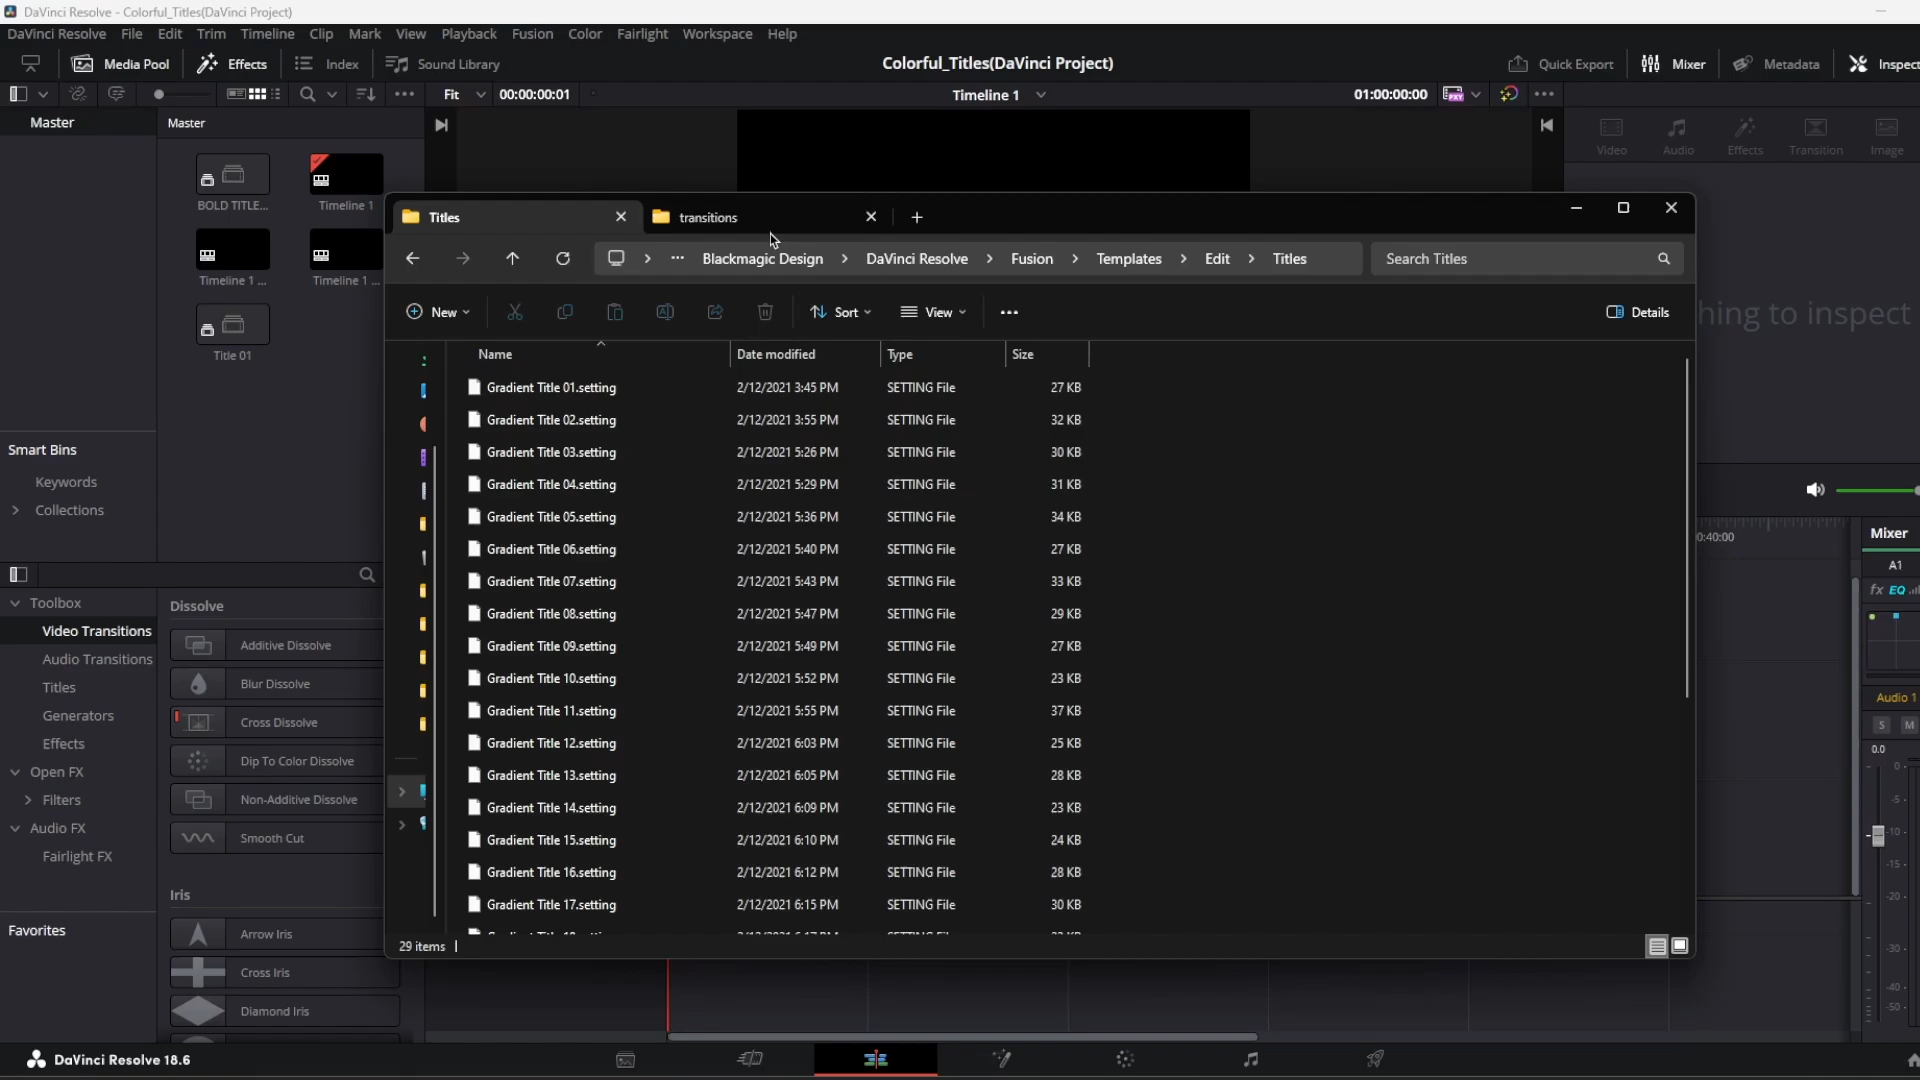 DaVinci Resolve - Colorful_Titles(DaVinci Project)
DaVinci Resolve File Edit Trim Timeline Clip Mark View Playback Fusion Color Fairlight Workspace Help
Media Pool Effects Index Sound Library Colorful_Titles(DaVinci Project) Quick Export Mixer Metadata Inspect
Fit 00:00:00:01 Timeline 1 01:00:00:00
Master Master
Video Audio Effects Transition Image
BOLD TITLE... Timeline 1
Timeline 1 ... Timeline 1 ...
Title 01
Titles transitions
Blackmagic Design DaVinci Resolve Fusion Templates Edit Titles Search Titles
New Sort View Details
hing to inspect
Name Date modified Type Size
Gradient Title 01.setting 2/12/2021 3:45 PM SETTING File 27 KB
Gradient Title 02.setting 2/12/2021 3:55 PM SETTING File 32 KB
Gradient Title 03.setting 2/12/2021 5:26 PM SETTING File 30 KB
Gradient Title 04.setting 2/12/2021 5:29 PM SETTING File 31 KB
Gradient Title 05.setting 2/12/2021 5:36 PM SETTING File 34 KB
Gradient Title 06.setting 2/12/2021 5:40 PM SETTING File 27 KB
Gradient Title 07.setting 2/12/2021 5:43 PM SETTING File 33 KB
Gradient Title 08.setting 2/12/2021 5:47 PM SETTING File 29 KB
Gradient Title 09.setting 2/12/2021 5:49 PM SETTING File 27 KB
Gradient Title 10.setting 2/12/2021 5:52 PM SETTING File 23 KB
Gradient Title 11.setting 2/12/2021 5:55 PM SETTING File 37 KB
Gradient Title 12.setting 2/12/2021 6:03 PM SETTING File 25 KB
Gradient Title 13.setting 2/12/2021 6:05 PM SETTING File 28 KB
Gradient Title 14.setting 2/12/2021 6:09 PM SETTING File 23 KB
Gradient Title 15.setting 2/12/2021 6:10 PM SETTING File 24 KB
Gradient Title 16.setting 2/12/2021 6:12 PM SETTING File 28 KB
Gradient Title 17.setting 2/12/2021 6:15 PM SETTING File 30 KB
29 items
Smart Bins
Keywords
Collections
Toolbox
Video Transitions
Audio Transitions
Titles
Generators
Effects
Open FX
Filters
Audio FX
Fairlight FX
Favorites
Dissolve
Additive Dissolve
Blur Dissolve
Cross Dissolve
Dip To Color Dissolve
Non-Additive Dissolve
Smooth Cut
Iris
Arrow Iris
Cross Iris
Diamond Iris
0:40:00
Mixer
A1
fx EQ
Audio 1
S M
0.0
0
-5
-10
-20
-30
-40
-50
DaVinci Resolve 18.6